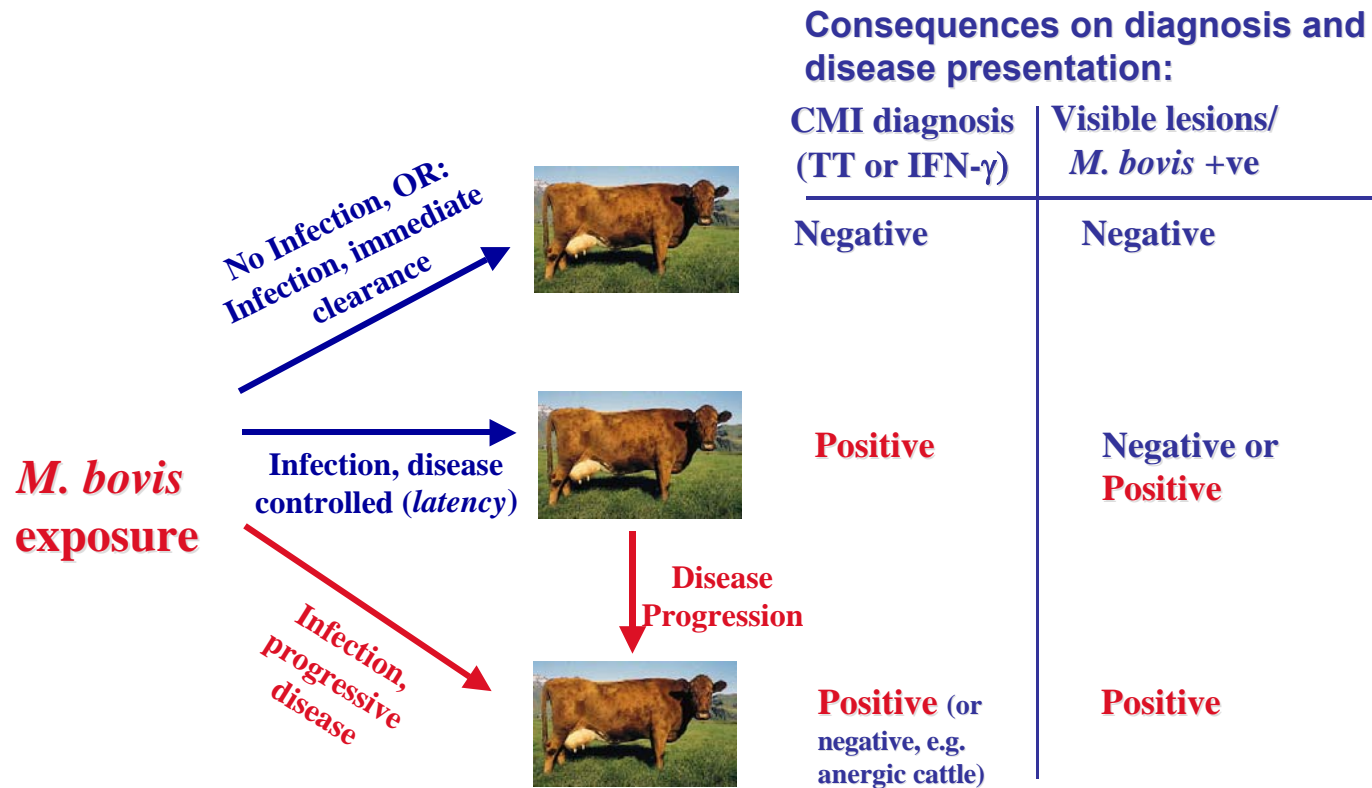 Consequences on diagnosis and
disease presentation:
CMI diagnosis
(TT or IFN-γ)
Visible lesions/
M. bovis +ve
No Infection, OR:
Infection, immediate
clearance
Negative
Negative
M. bovis
exposure
Infection, disease
controlled (latency)
Positive
Negative or
Positive
Disease
Progression
Infection,
progressive
disease
Positive (or
negative, e.g.
anergic cattle)
Positive